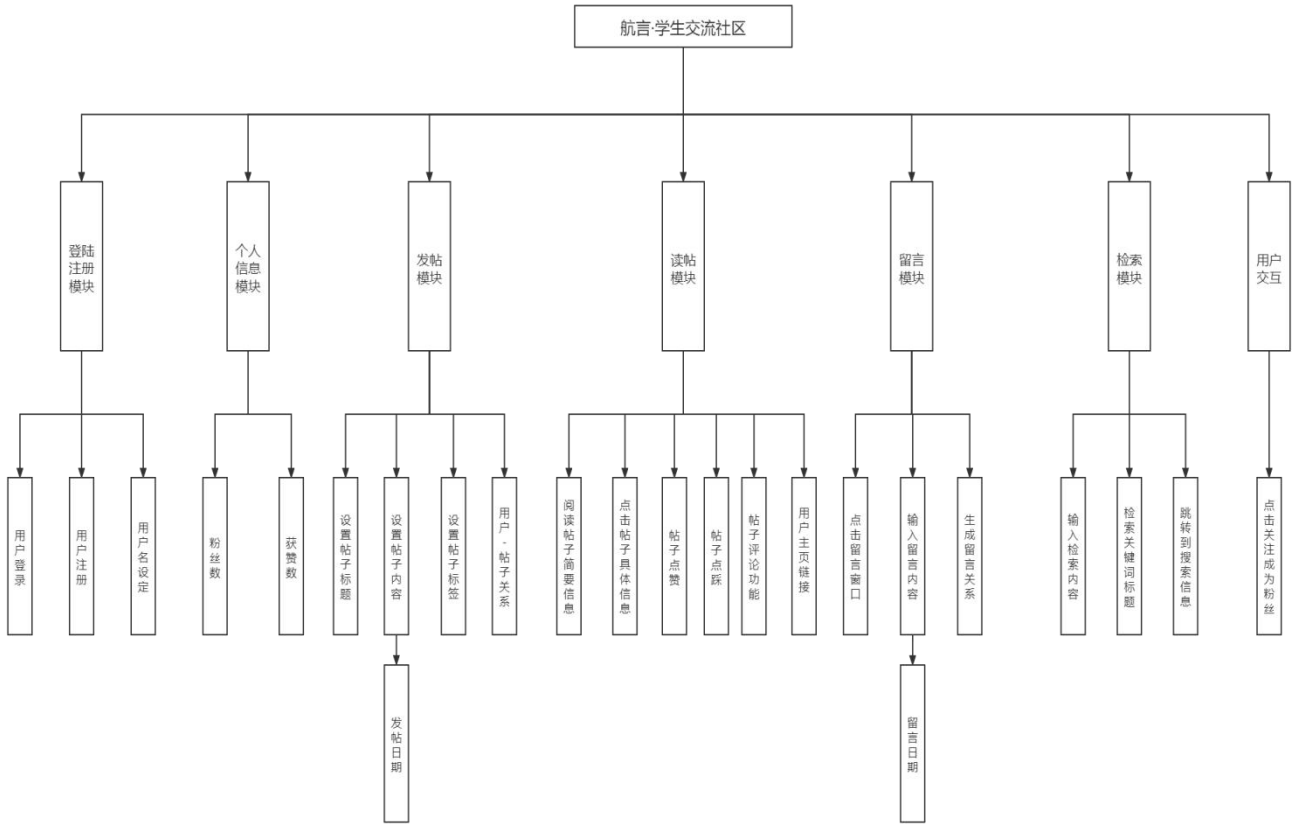 航言·学生交流社区
登陆
注册
模块
个人
信息
模块
发帖
模块
读帖
模块
留言
模块
检索
模块
用户
交互
用户登录
用户注册
用户名设定
粉丝数
获赞数
设置帖子标题
设置帖子内容
设置帖子标签
用户-帖子关系
阅读帖子简要信息
点击帖子具体信息
帖子点赞
帖子点踩
帖子评论功能
用户主页链接
点击留言窗口
输入留言内容
生成留言关系
输入检索内容
检索关键词标题
跳转到搜索信息
点击关注成为粉丝
发帖日期
留言日期